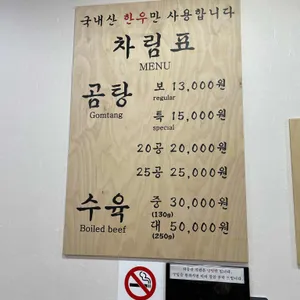 국내산 한우만 사용합니다
차림표
MENU
곰탕 보 13,000원
Gomtang regular
특 15,000원
special
20공 20,000원
25공 25,000원
수육 중 30,000원
Boiled beef (130g)
대 50,000원
(250g)